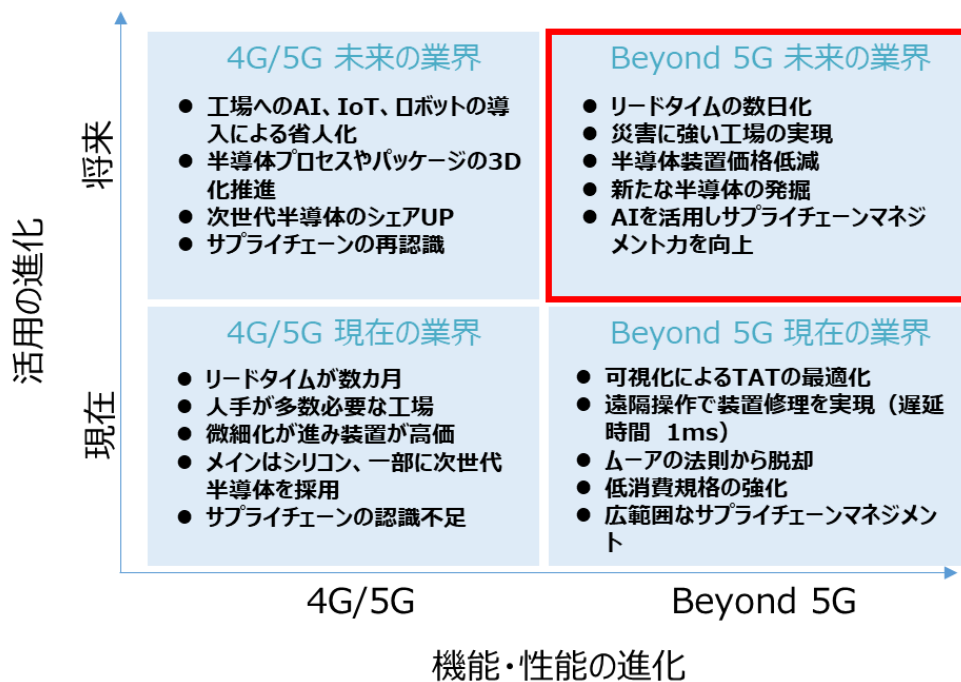 4G/5G 未来の業界
● 工場へのAI、IoT、ロボットの導
入による省人化
● 半導体プロセスやパッケージの3D
化推進
● 次世代半導体のシェアUP
● サプライチェーンの再認識
Beyond 5G 未来の業界
● リードタイムの数日化
● 災害に強い工場の実現
● 半導体装置価格低減
● 新たな半導体の発掘
● AIを活用しサプライチェーンマネジ
メント力を向上
4G/5G 現在の業界
● リードタイムが数カ月
● 人手が多数必要な工場
● 微細化が進み装置が高価
● メインはシリコン、一部に次世代
半導体を採用
● サプライチェーンの認識不足
Beyond 5G 現在の業界
● 可視化によるTATの最適化
● 遠隔操作で装置修理を実現（遅延
時間 1ms）
● ムーアの法則から脱却
● 低消費規格の強化
● 広範囲なサプライチェーンマネジメン
ト
活用の進化
将来
現在
4G/5G
Beyond 5G
機能・性能の進化